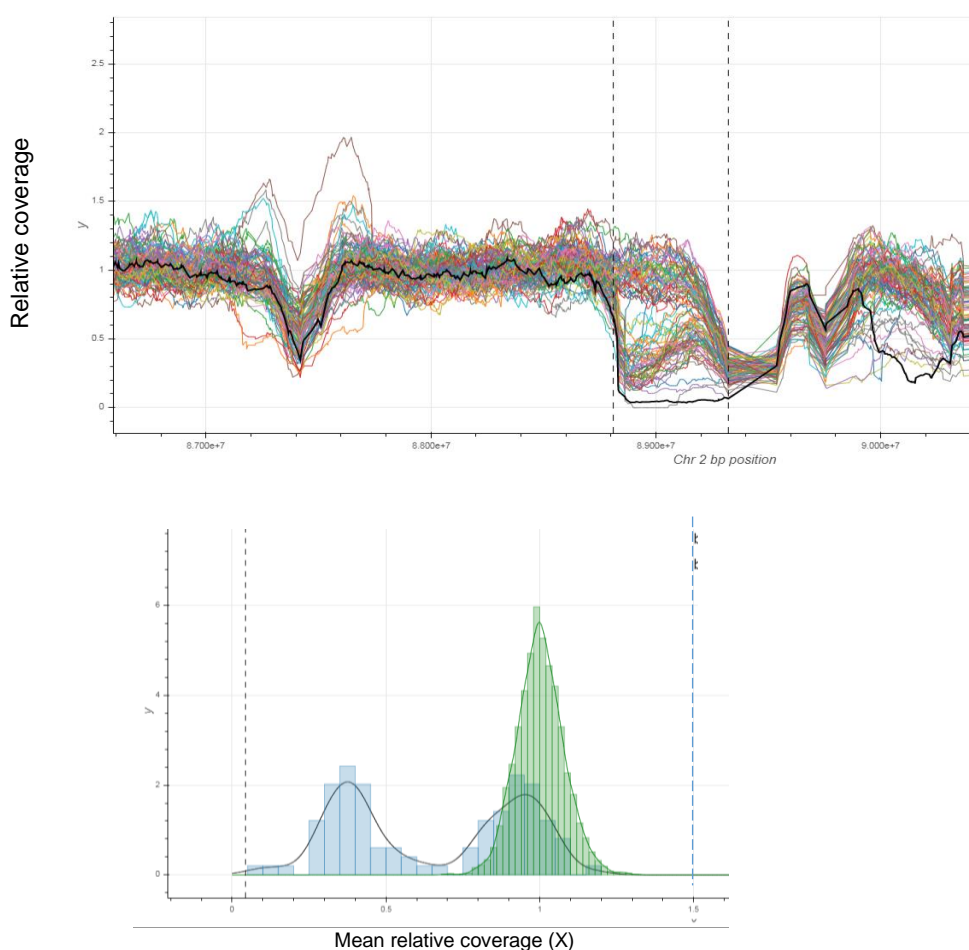 Relative coverage
y
2.5
2
1.5
1
0.5
0
8.700e+7 8.800e+7 8.900e+7 9.000e+7
Chr 2 bp position
y
6
4
2
0
0 0.5 1 1.5
Mean relative coverage (X)